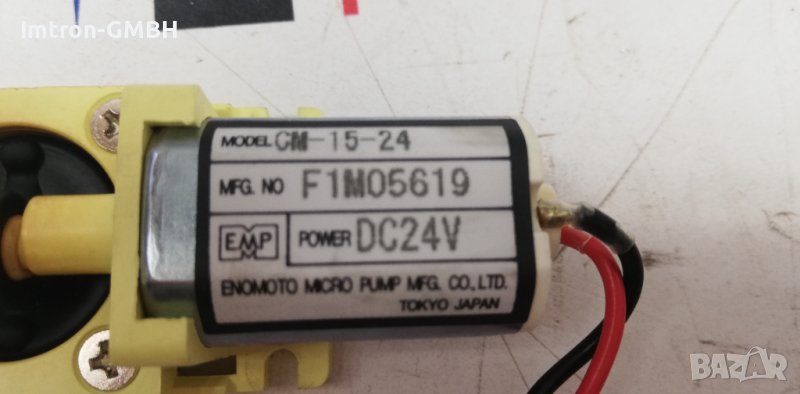 Imtron-GMBH
MODEL CM-15-24
MFG. NO F1M05619
EMP POWER DC24V
ENOMOTO MICRO PUMP MFG. CO., LTD.
TOKYO JAPAN
BAZAR